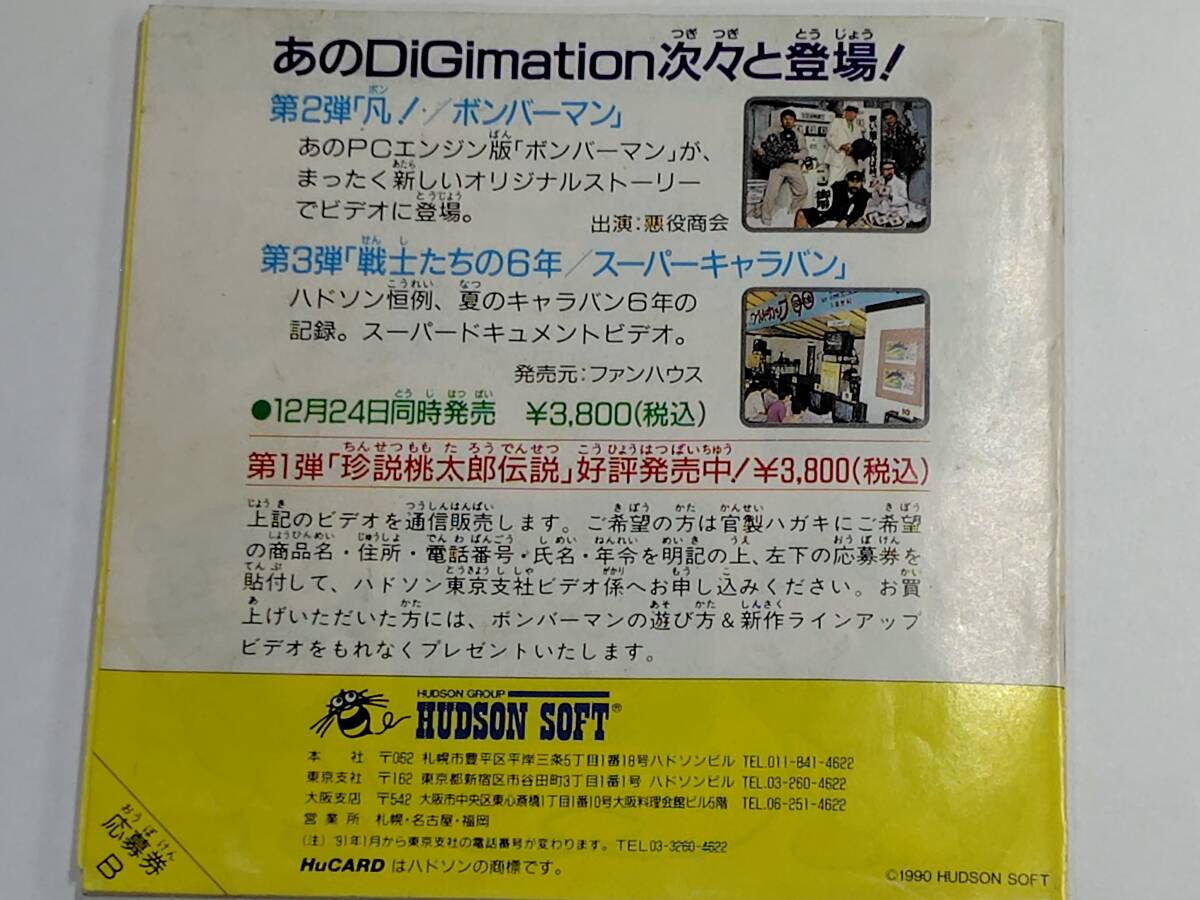 あのDiGimation次々と登場!
第2弾「凡!/ボンバーマン」
あのPCエンジン版「ボンバーマン」が、
まったく新しいオリジナルストーリー
でビデオに登場。
出演:悪役商会
第3弾「戦士たちの6年/スーパーキャラバン」
ハドソン恒例、夏のキャラバン6年の
記録。スーパードキュメントビデオ。
発売元:ファンハウス
●12月24日同時発売 ¥3,800(税込)
第1弾「珍説桃太郎伝説」好評発売中!¥3,800(税込)
上記のビデオを通信販売します。ご希望の方は官製ハガキにご希望
の商品名・住所・電話番号・氏名・年令を明記の上、左下の応募券を
貼付して、ハドソン東京支社ビデオ係へお申し込みください。お買
上げいただいた方には、ボンバーマンの遊び方&新作ラインアップ
ビデオをもれなくプレゼントいたします。
HUDSON GROUP
HUDSON SOFT®
本社 〒062 札幌市豊平区平岸三条5丁目1番18号ハドソンビル TEL.011-841-4622
東京支社 〒162 東京都新宿区市谷田町3丁目1番1号 ハドソンビル TEL.03-260-4622
大阪支店 〒542 大阪市中央区東心斎橋1丁目1番10号大阪料理会館ビル5階 TEL.06-251-4622
営業所 札幌・名古屋・福岡
(注)'91年1月から東京支社の電話番号が変わります。TEL.03-3260-4622
HuCARD はハドソンの商標です。
応募券
B
©1990 HUDSON SOFT